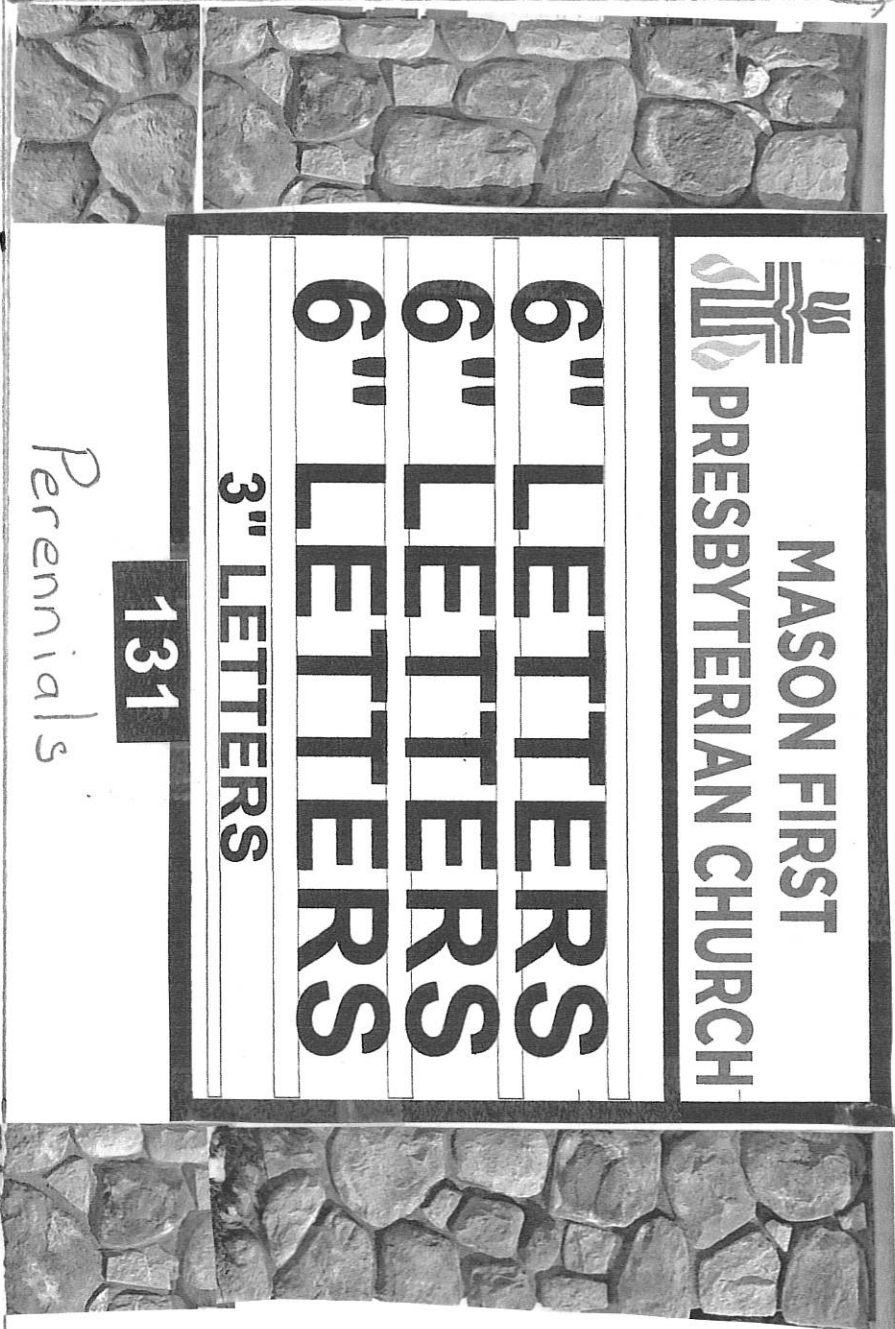 MASON FIRST
PRESBYTERIAN CHURCH
6" LETTERS
6" LETTERS
6" LETTERS
3" LETTERS
131
Perennials